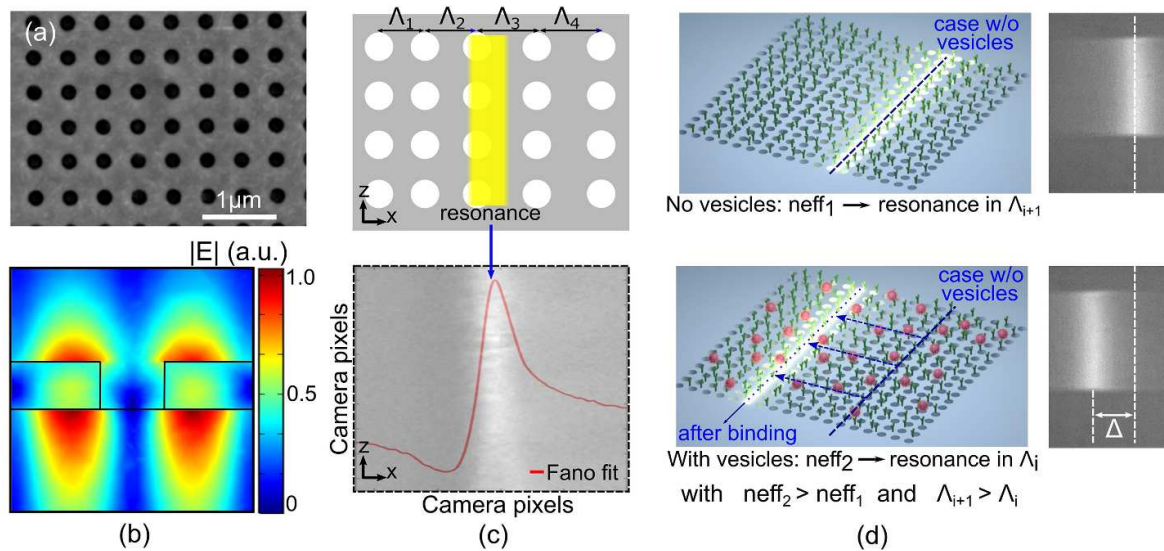 (a)
1μm
|E| (a.u.)
1.0
0.5
0
(b)
Λ₁ Λ₂ Λ₃ Λ₄
z
x
resonance
Camera pixels
z
x
Fano fit
Camera pixels
(c)
case w/o
vesicles
No vesicles: neff₁ → resonance in Λᵢ₊₁
case w/o
vesicles
after binding
Δ
With vesicles: neff₂ → resonance in Λᵢ
with neff₂ > neff₁ and Λᵢ₊₁ > Λᵢ
(d)